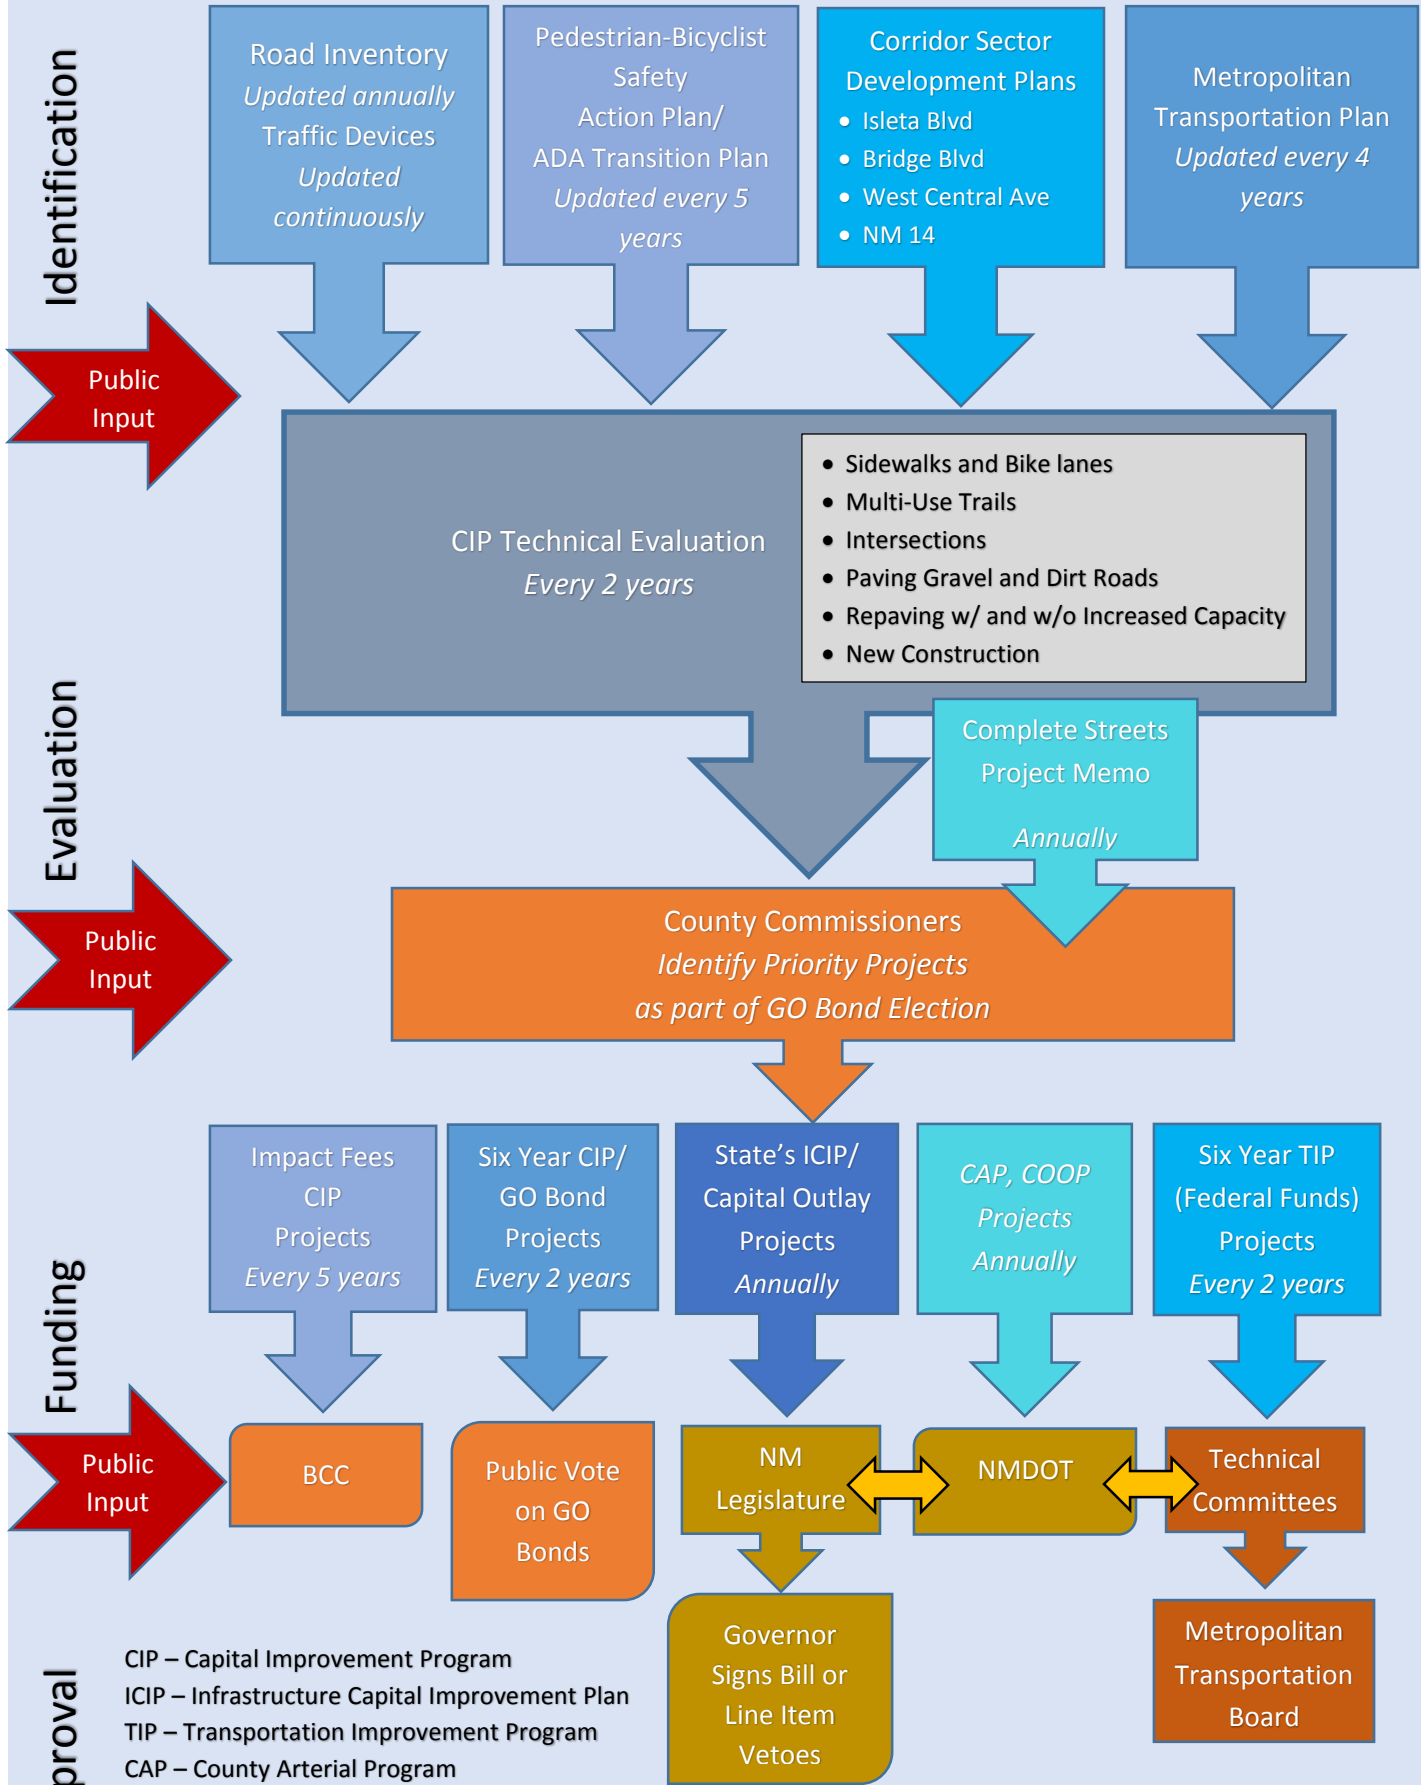 Identification
Road Inventory
Updated annually
Traffic Devices
Updated
continuously
Pedestrian-Bicyclist
Safety
Action Plan/
ADA Transition Plan
Updated every 5
years
Corridor Sector
Development Plans
• Isleta Blvd
• Bridge Blvd
• West Central Ave
• NM 14
Metropolitan
Transportation Plan
Updated every 4
years
Public
Input
CIP Technical Evaluation
Every 2 years
• Sidewalks and Bike lanes
• Multi-Use Trails
• Intersections
• Paving Gravel and Dirt Roads
• Repaving w/ and w/o Increased Capacity
• New Construction
Evaluation
Complete Streets
Project Memo
Annually
Public
Input
County Commissioners
Identify Priority Projects
as part of GO Bond Election
Funding
Impact Fees
CIP
Projects
Every 5 years
Six Year CIP/
GO Bond
Projects
Every 2 years
State's ICIP/
Capital Outlay
Projects
Annually
CAP, COOP
Projects
Annually
Six Year TIP
(Federal Funds)
Projects
Every 2 years
Public
Input
BCC
Public Vote
on GO
Bonds
NM
Legislature
NMDOT
Technical
Committees
Governor
Signs Bill or
Line Item
Vetoes
Metropolitan
Transportation
Board
proval
CIP – Capital Improvement Program
ICIP – Infrastructure Capital Improvement Plan
TIP – Transportation Improvement Program
CAP – County Arterial Program